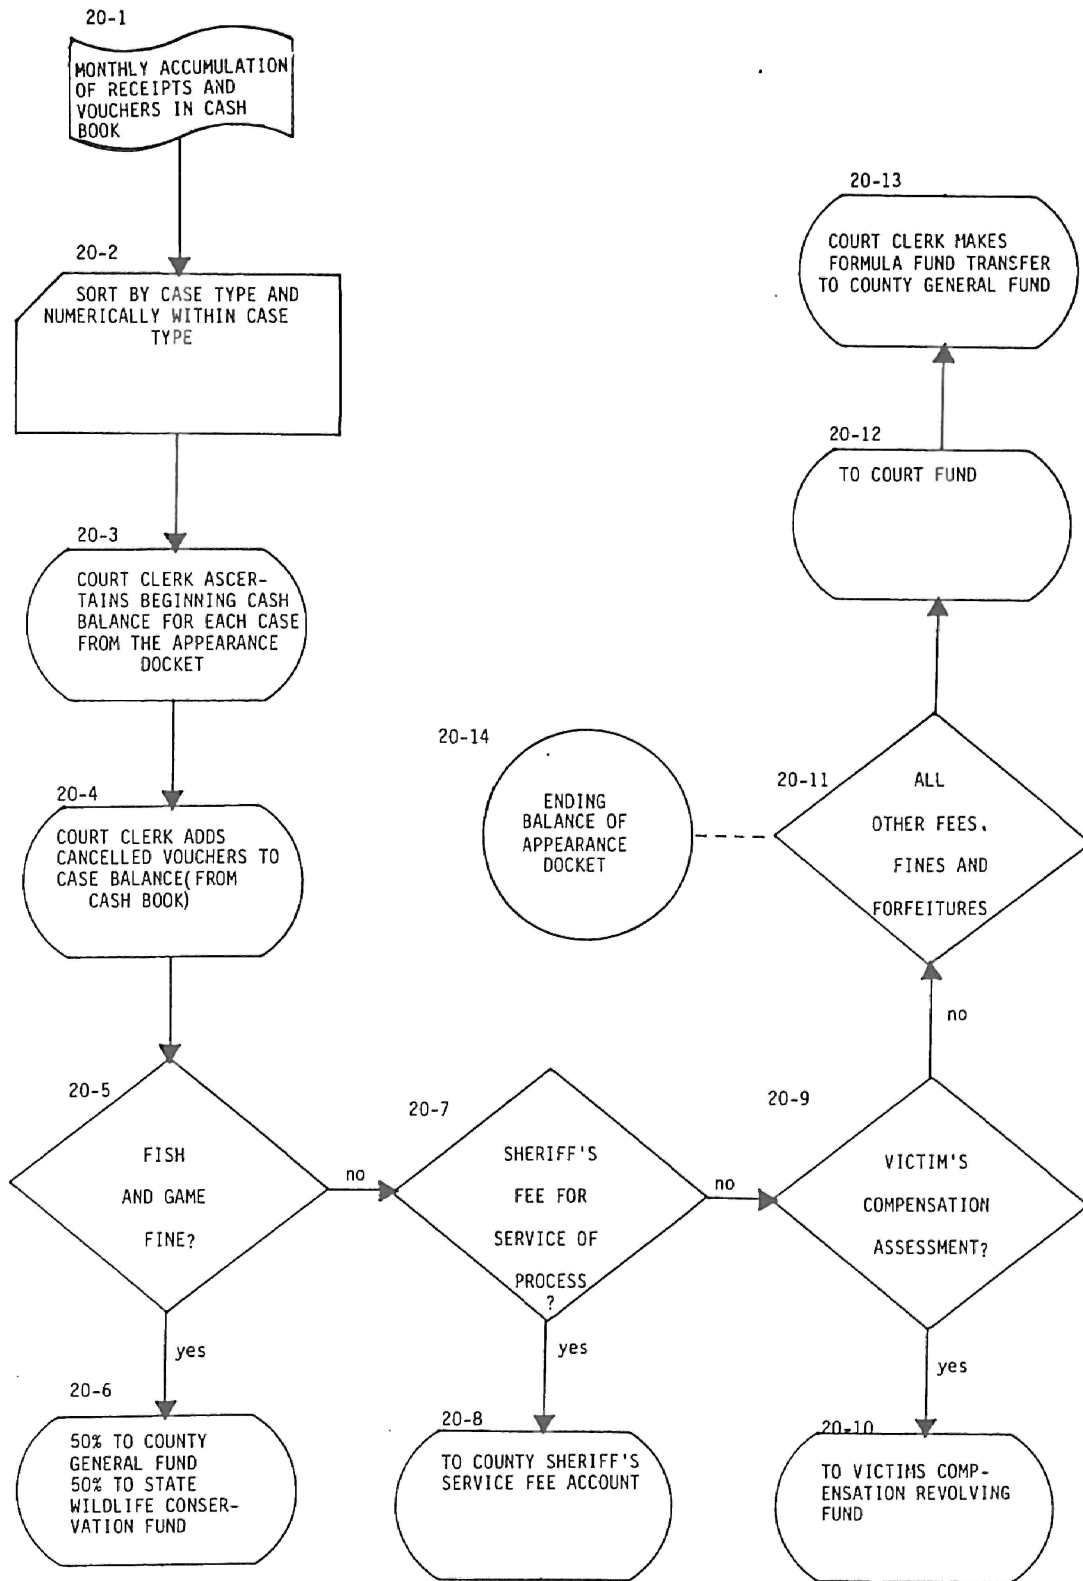 20-1
MONTHLY ACCUMULATION
OF RECEIPTS AND
VOUCHERS IN CASH
BOOK
20-2
SORT BY CASE TYPE AND
NUMERICALLY WITHIN CASE
TYPE
20-3
COURT CLERK ASCER-
TAINS BEGINNING CASH
BALANCE FOR EACH CASE
FROM THE APPEARANCE
DOCKET
20-4
COURT CLERK ADDS
CANCELLED VOUCHERS TO
CASE BALANCE(FROM
CASH BOOK)
20-5
FISH
AND GAME
FINE?
no
yes
20-6
50% TO COUNTY
GENERAL FUND
50% TO STATE
WILDLIFE CONSER-
VATION FUND
20-7
SHERIFF'S
FEE FOR
SERVICE OF
PROCESS
?
no
yes
20-8
TO COUNTY SHERIFF'S
SERVICE FEE ACCOUNT
20-9
VICTIM'S
COMPENSATION
ASSESSMENT?
no
yes
20-10
TO VICTIMS COMP-
ENSATION REVOLVING
FUND
20-11
ALL
OTHER FEES,
FINES AND
FORFEITURES
20-12
TO COURT FUND
20-13
COURT CLERK MAKES
FORMULA FUND TRANSFER
TO COUNTY GENERAL FUND
20-14
ENDING
BALANCE OF
APPEARANCE
DOCKET